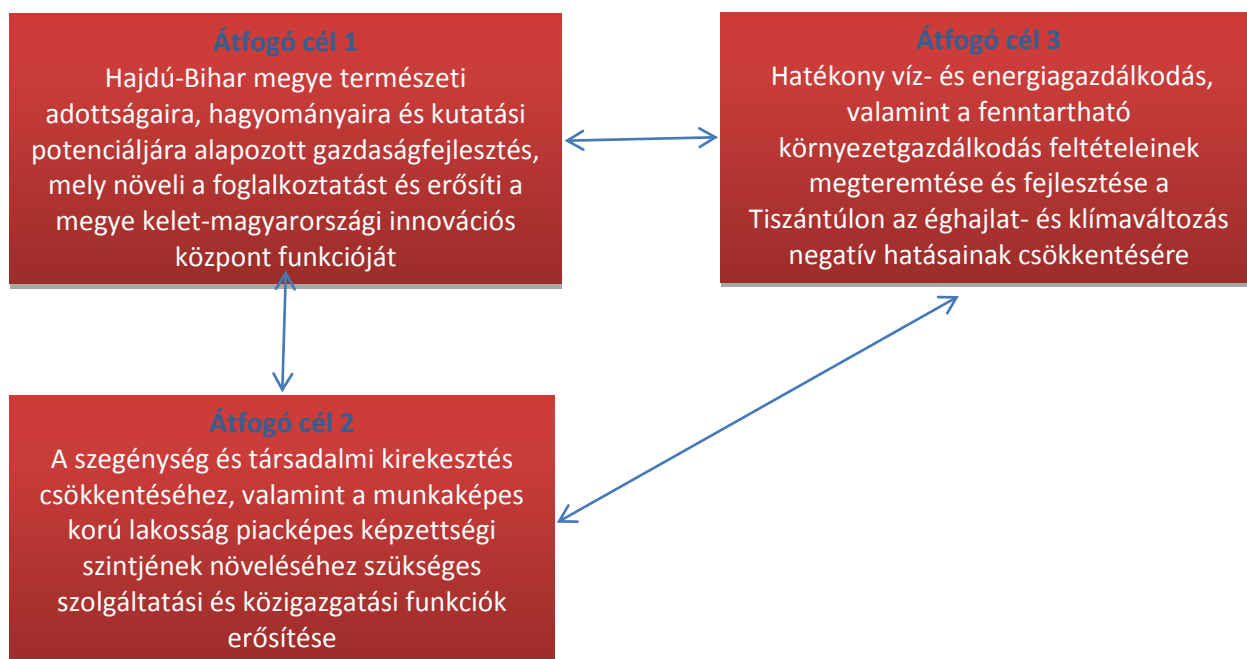 Átfogó cél 1
Hajdú-Bihar megye természeti
adottságaira, hagyományaira és kutatási
potenciáljára alapozott gazdaságfejlesztés,
mely növeli a foglalkoztatást és erősíti a
megye kelet-magyarországi innovációs
központ funkcióját
Átfogó cél 3
Hatékony víz- és energiagazdálkodás,
valamint a fenntartható
környezetgazdálkodás feltételeinek
megteremtése és fejlesztése a
Tiszántúlon az éghajlat- és klímaváltozás
negatív hatásainak csökkentésére
Átfogó cél 2
A szegénység és társadalmi kirekesztés
csökkentéséhez, valamint a munkaképes
korú lakosság piacképes képzettségi
szintjének növeléséhez szükséges
szolgáltatási és közigazgatási funkciók
erősítése